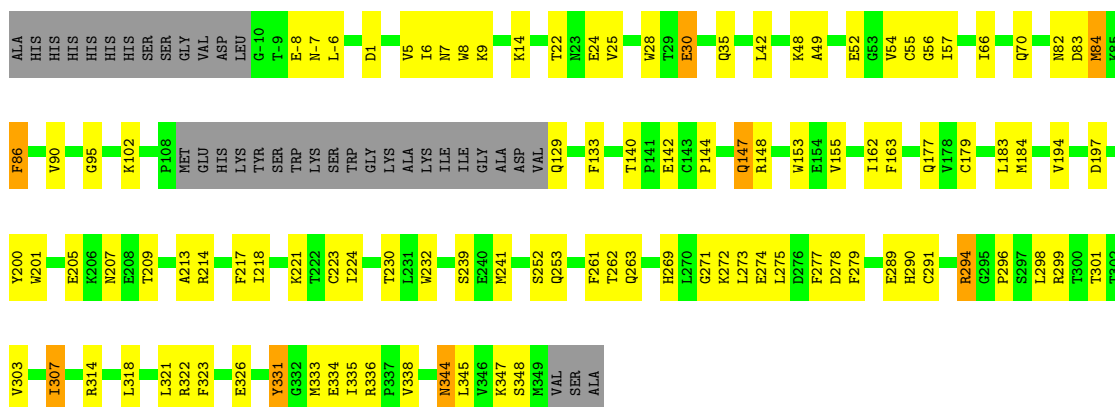 ALA HIS HIS HIS HIS HIS HIS SER SER GLY VAL ASP LEU G-10 T-9 E-8 N-7 L-6 D1 V5 I6 N7 W8 K9 K14 T22 N23 E24 V25 W28 T29 E30 Q35 L42 K48 A49 E52 G53 V54 C55 G56 I57 I66 Q70 N82 D83 M84 K85
F86 V90 G95 K102 P108 MET GLU HIS LYS TYR SER TRP LYS SER TRP GLY LYS ALA LYS ILE ILE GLY ALA ASP VAL Q129 F133 T140 P141 E142 C143 P144 Q147 R148 W153 E154 V155 I162 F163 Q177 V178 C179 L183 M184 V194 D197
Y200 W201 E205 K206 N207 E208 T209 A213 R214 F217 I218 K221 T222 C223 I224 T230 L231 W232 S239 E240 M241 S252 Q253 F261 T262 Q263 H269 L270 G271 K272 L273 E274 L275 D276 F277 D278 F279 E289 H290 C291 R294 G295 P296 S297 L298 R299 T300 T301 T302
V303 I307 R314 L318 L321 R322 F323 E326 Y331 G332 M333 E334 I335 R336 P337 V338 N344 L345 V346 K347 S348 M349 VAL SER ALA